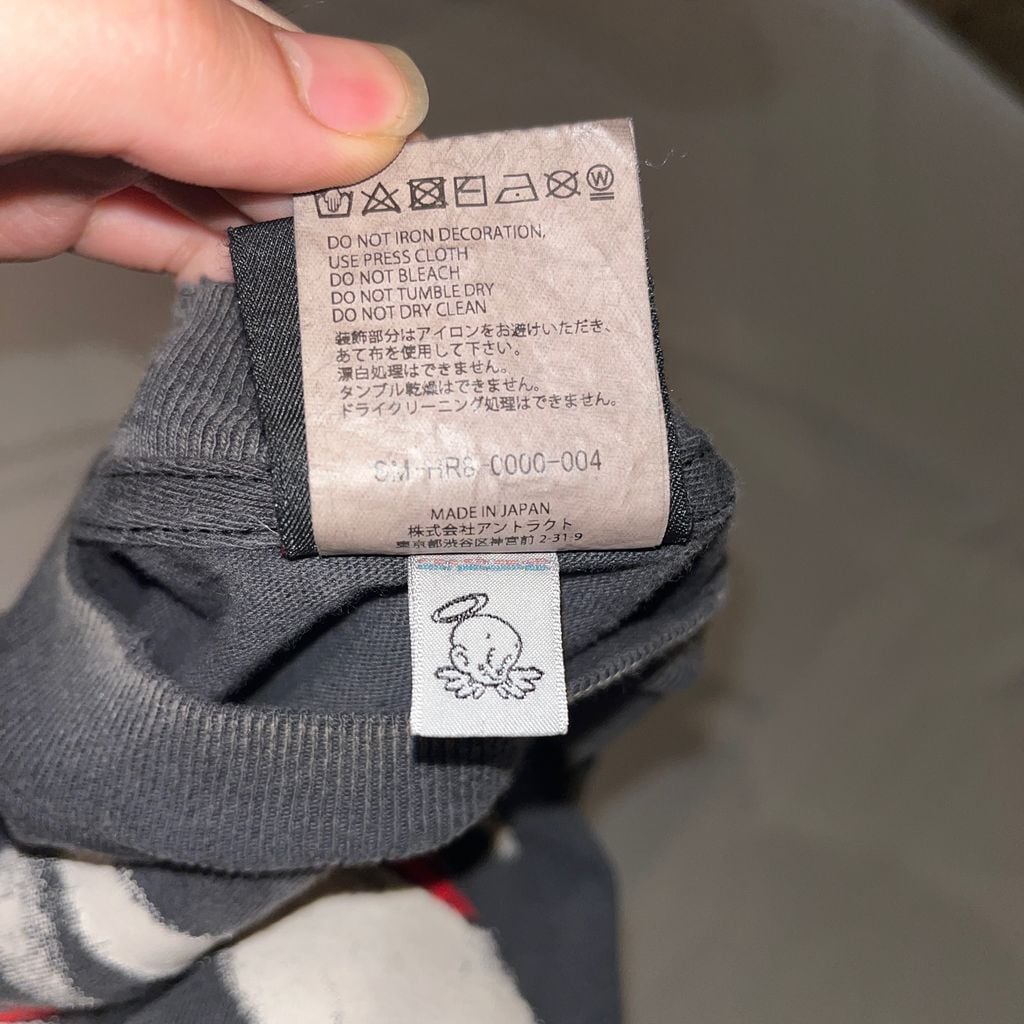 DO NOT IRON DECORATION,
USE PRESS CLOTH
DO NOT BLEACH
DO NOT TUMBLE DRY
DO NOT DRY CLEAN
装飾部分はアイロンをお避けいただき、
あて布を使用して下さい。
漂白処理はできません。
タンブル乾燥はできません。
ドライクリーニング処理はできません。
SM-HR8-0000-004
MADE IN JAPAN
株式会社アントラクト
東京都渋谷区神宮前 2-31-9